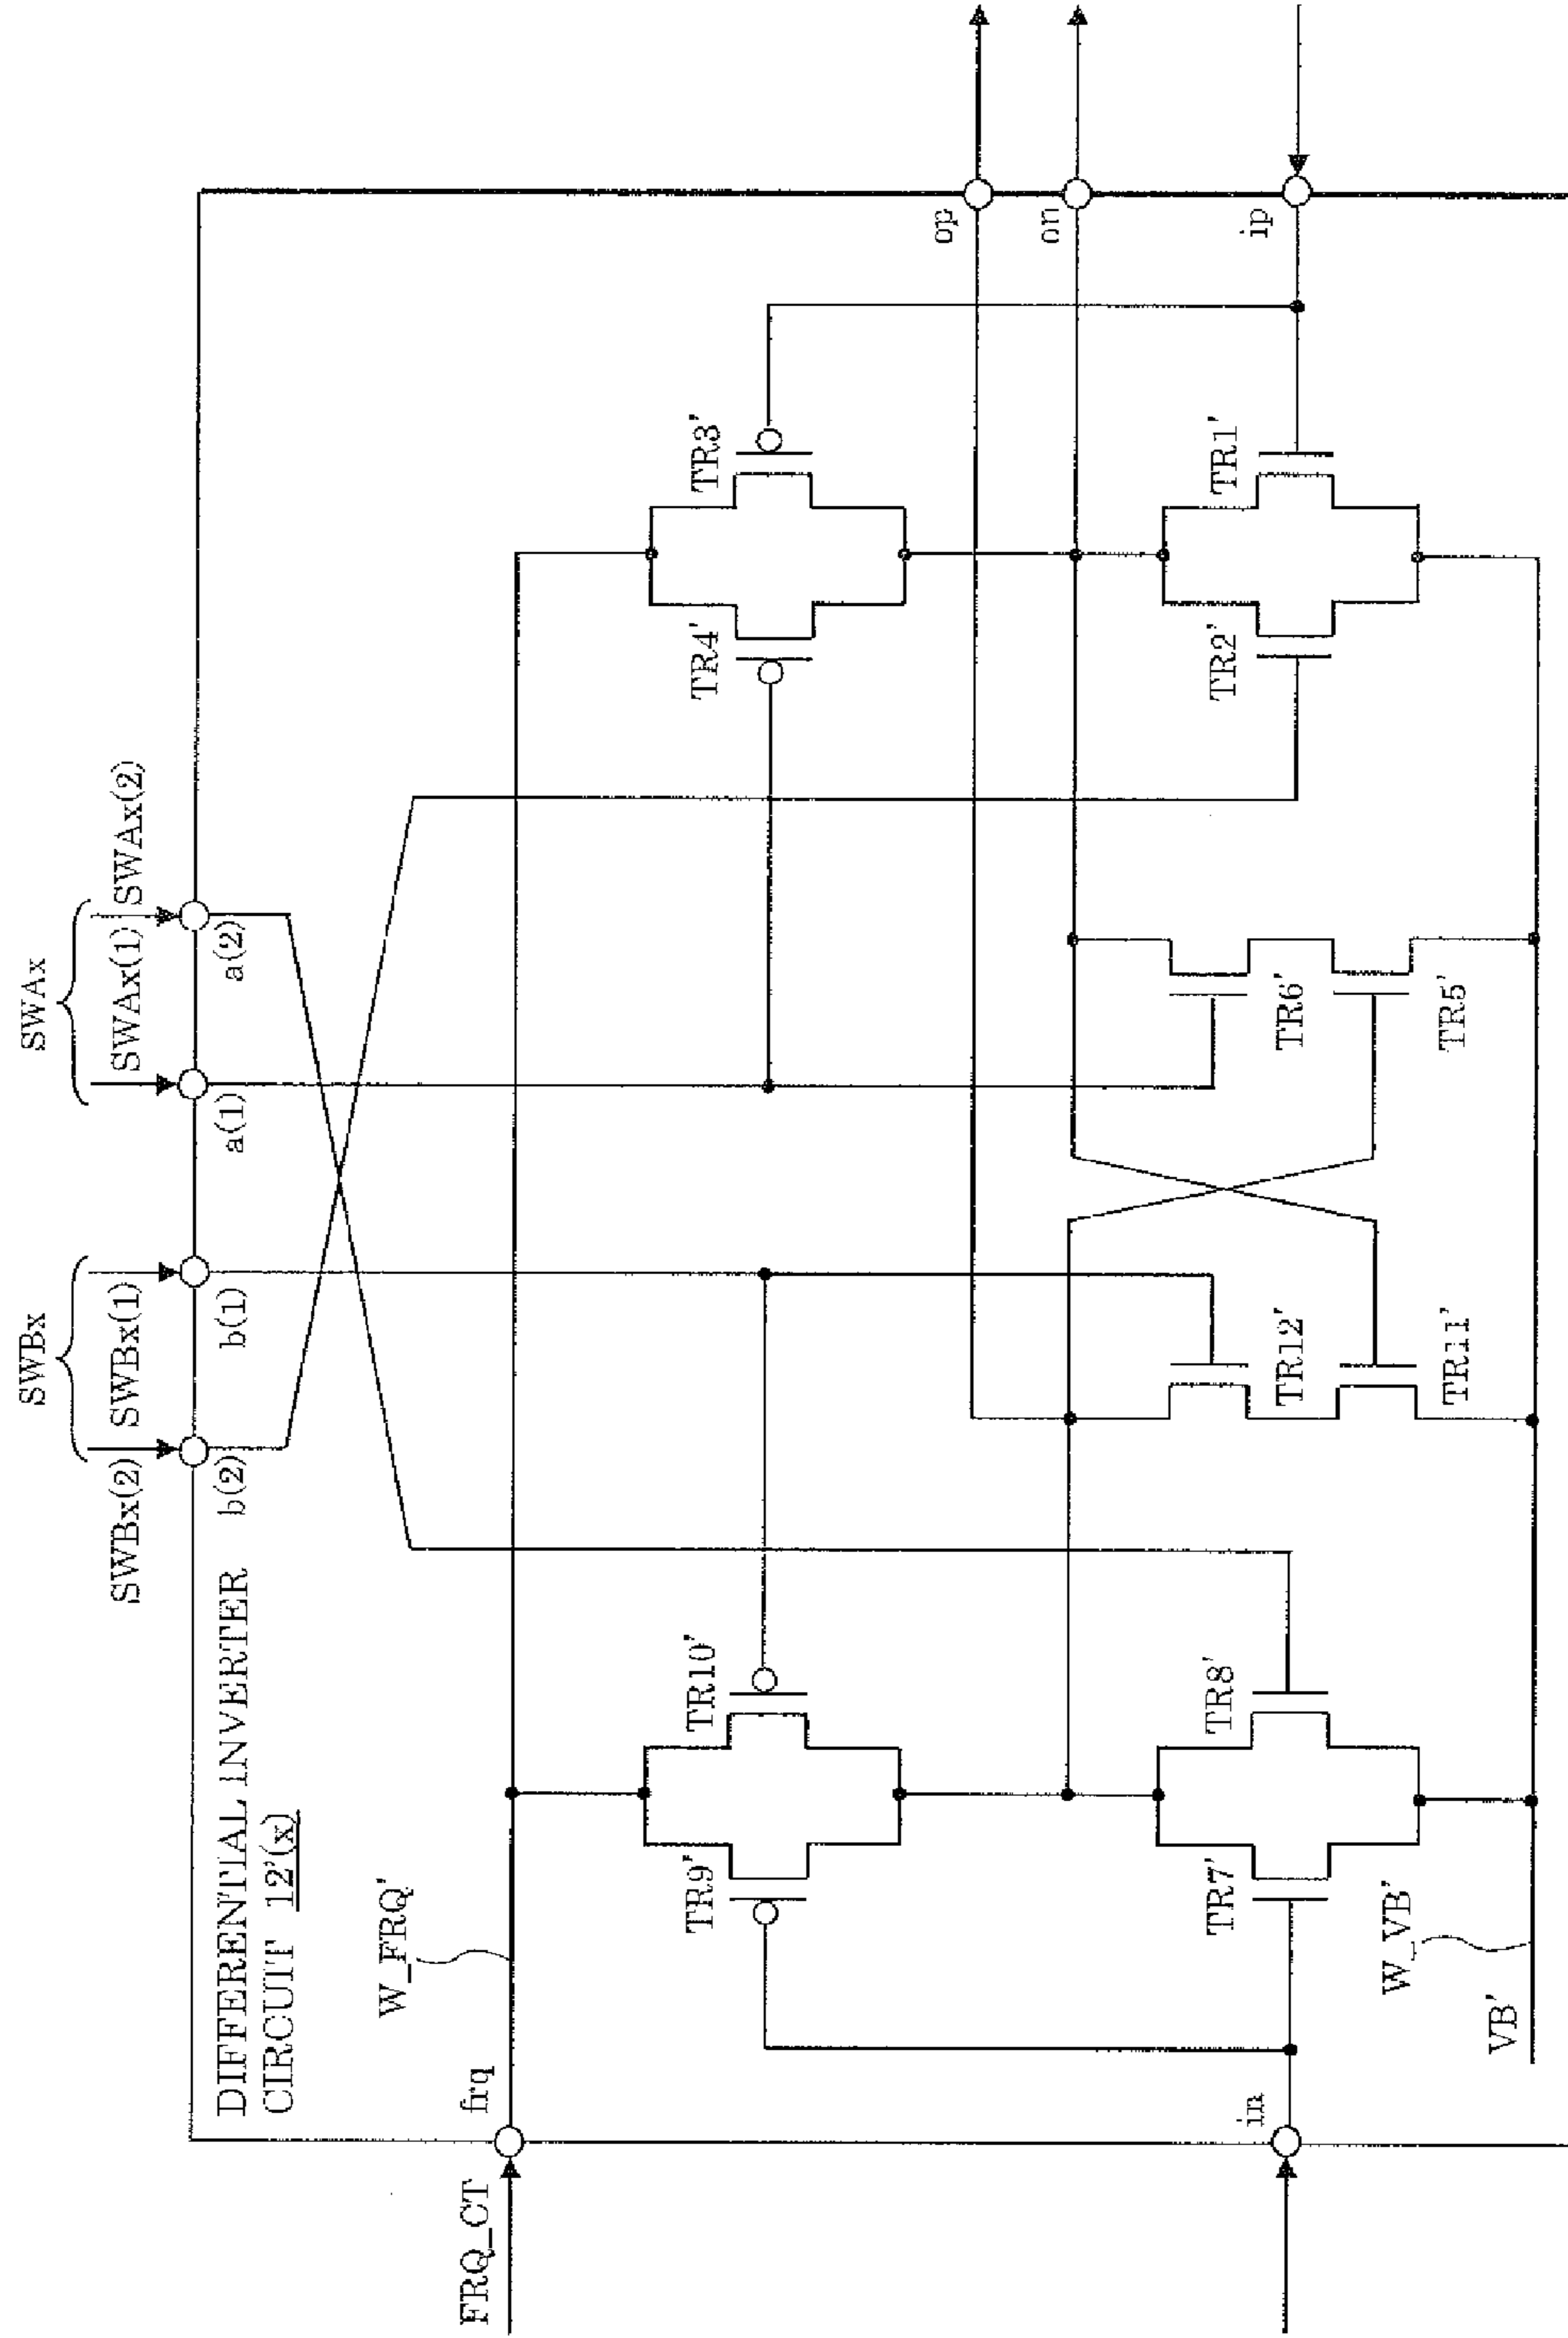 SWBx
SWAx
SWBx(2)
SWBx(1)
SWAx(1)
SWAx(2)
b(2)
b(1)
a(1)
a(2)
DIFFERENTIAL INVERTER
CIRCUIT 12'(x)
FRQ_CT
frq
W_FRQ'
TR9'
TR10'
TR4'
TR3'
op
on
in
TR7'
TR8'
TR12'
TR6'
TR2'
TR1'
ip
W_VB'
TR11'
TR5'
VB'